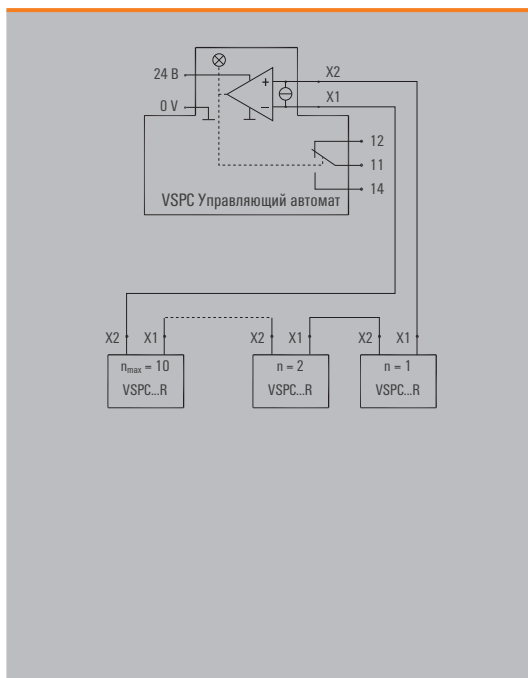 24 В
X2
0 V
X1
12
11
14
VSPC Управляющий автомат
X2 X1 X2 X1 X2 X1
nmax = 10 n = 2 n = 1
VSPC...R VSPC...R VSPC...R